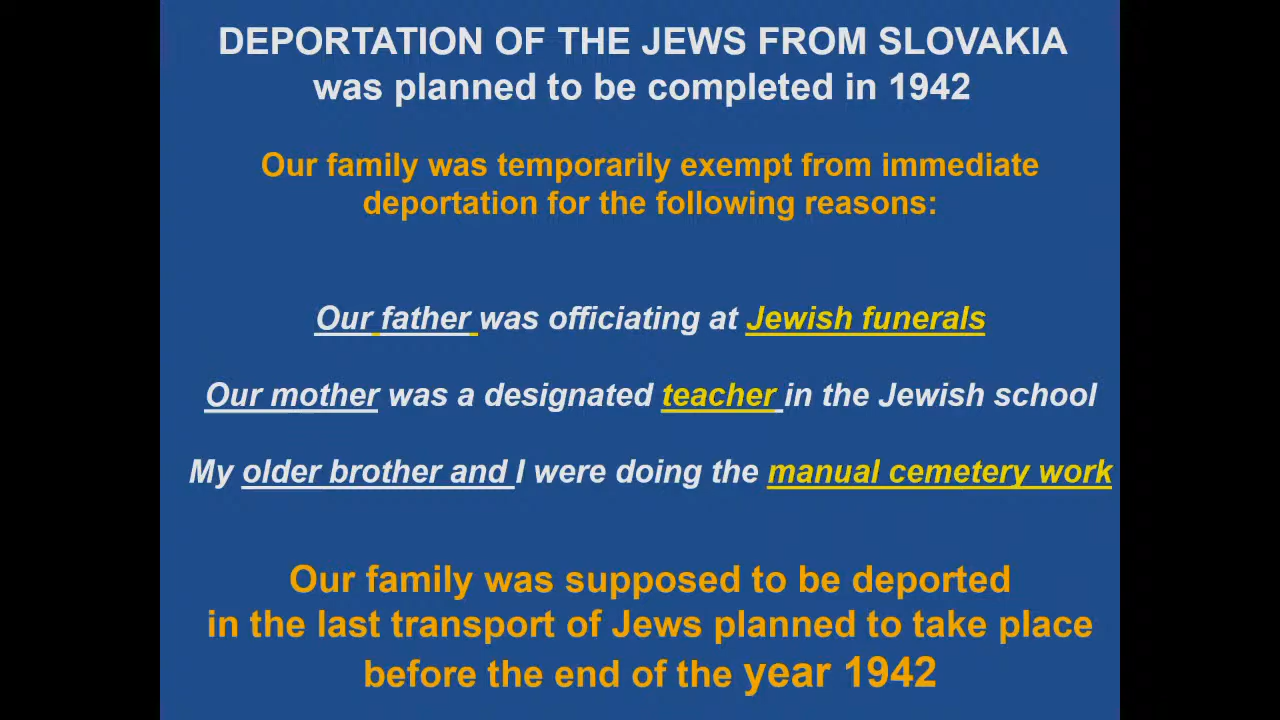 DEPORTATION OF THE JEWS FROM SLOVAKIA
was planned to be completed in 1942
Our family was temporarily exempt from immediate
deportation for the following reasons:
Our father was officiating at Jewish funerals
Our mother was a designated teacher in the Jewish school
My older brother and I were doing the manual cemetery work
Our family was supposed to be deported
in the last transport of Jews planned to take place
before the end of the year 1942